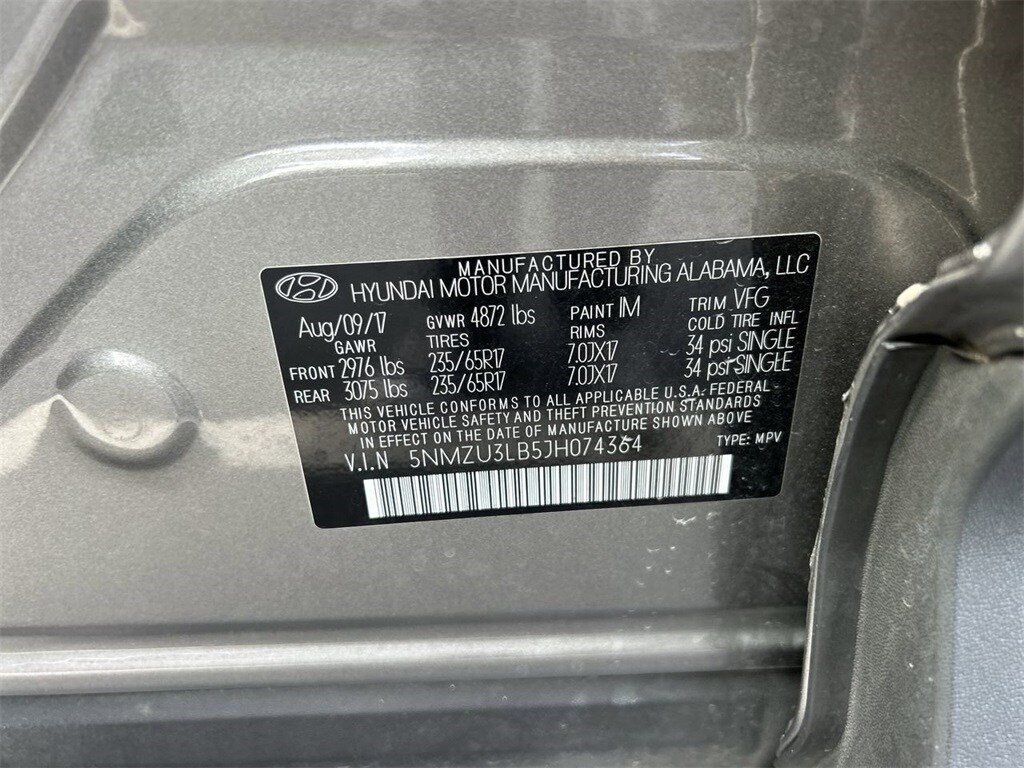 MANUFACTURED BY
HYUNDAI MOTOR MANUFACTURING ALABAMA, LLC
Aug/09/17 GVWR 4872 lbs PAINT IM TRIM VFG
GAWR TIRES RIMS COLD TIRE INFL
FRONT 2976 lbs 235/65R17 7.0JX17 34 psi SINGLE
REAR 3075 lbs 235/65R17 7.0JX17 34 psi SINGLE
THIS VEHICLE CONFORMS TO ALL APPLICABLE U.S.A. FEDERAL
MOTOR VEHICLE SAFETY AND THEFT PREVENTION STANDARDS
IN EFFECT ON THE DATE OF MANUFACTURE SHOWN ABOVE.
V.I.N 5NMZU3LB5JH074364 TYPE: MPV